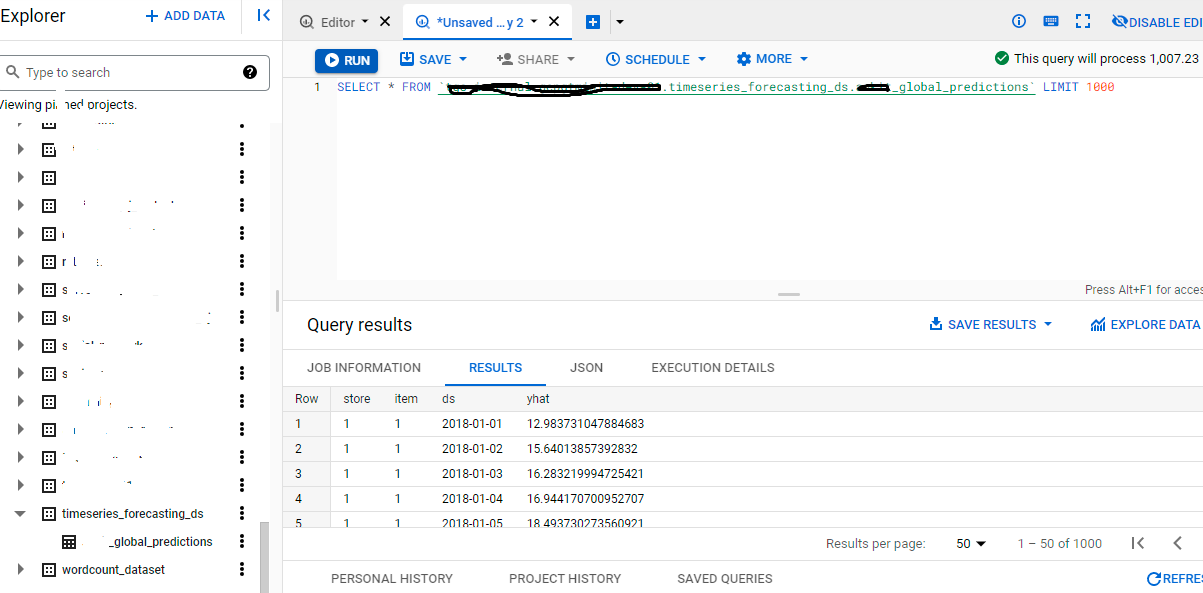 Explorer
+ ADD DATA
Type to search
Viewing pinned projects.
timeseries_forecasting_ds
_global_predictions
wordcount_dataset
Editor
*Unsaved ...y 2
DISABLE EDI
RUN
SAVE
SHARE
SCHEDULE
MORE
This query will process 1,007.23
1 SELECT * FROM `.timeseries_forecasting_ds._global_predictions` LIMIT 1000
Press Alt+F1 for acces
Query results
SAVE RESULTS
EXPLORE DATA
JOB INFORMATION RESULTS JSON EXECUTION DETAILS
Row store item ds yhat
1 1 1 2018-01-01 12.983731047884683
2 1 1 2018-01-02 15.64013857392832
3 1 1 2018-01-03 16.283219994725421
4 1 1 2018-01-04 16.944170700952707
5 1 1 2018-01-05 18.493730273560921
Results per page: 50 1 – 50 of 1000
PERSONAL HISTORY PROJECT HISTORY SAVED QUERIES
REFRES